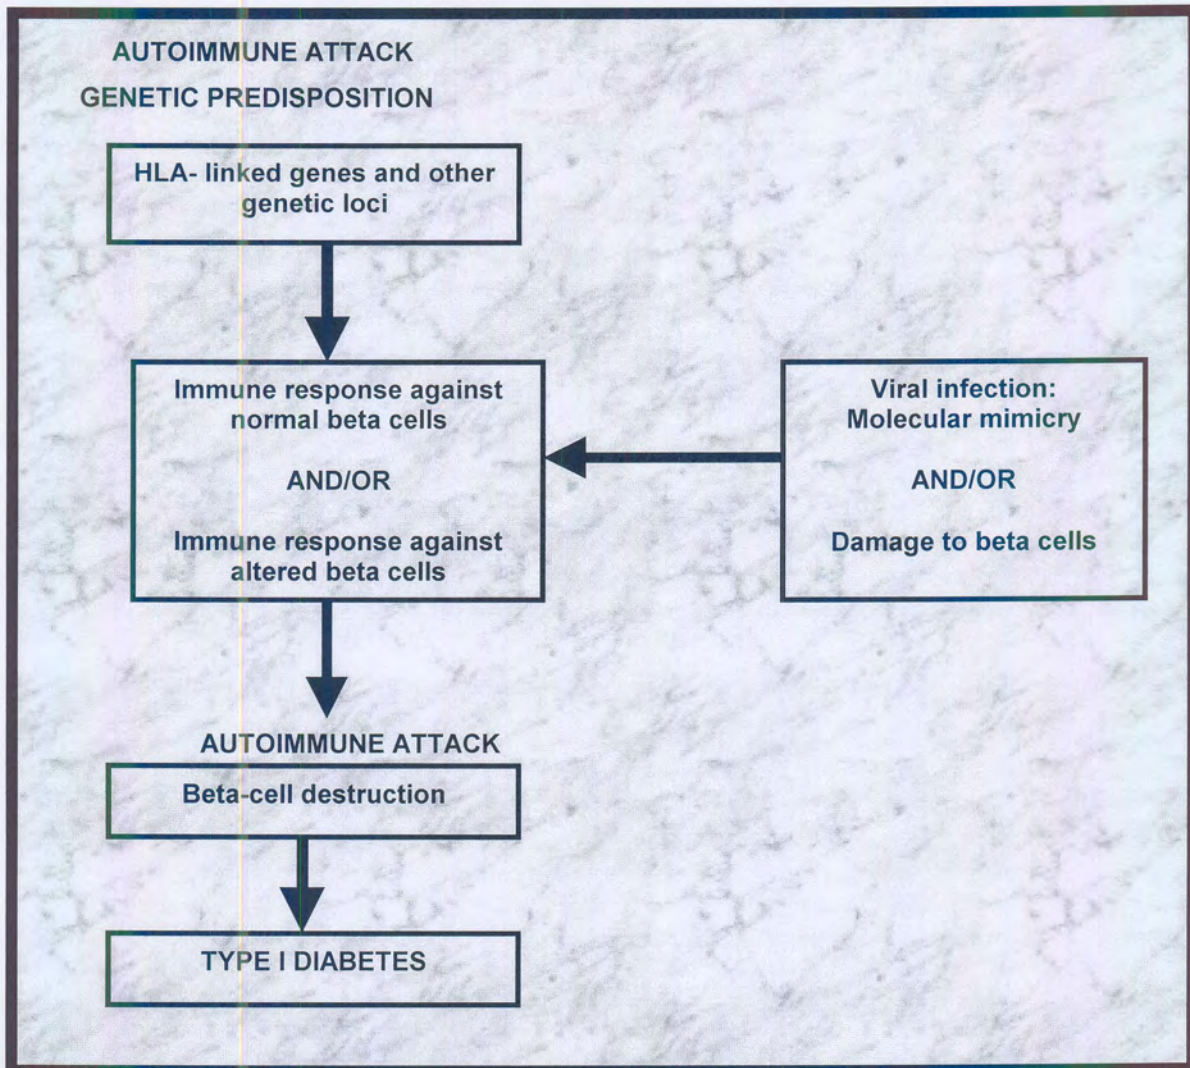 AUTOIMMUNE ATTACK
GENETIC PREDISPOSITION
HLA- linked genes and other
genetic loci
Immune response against
normal beta cells
AND/OR
Immune response against
altered beta cells
Viral infection:
Molecular mimicry
AND/OR
Damage to beta cells
AUTOIMMUNE ATTACK
Beta-cell destruction
TYPE I DIABETES